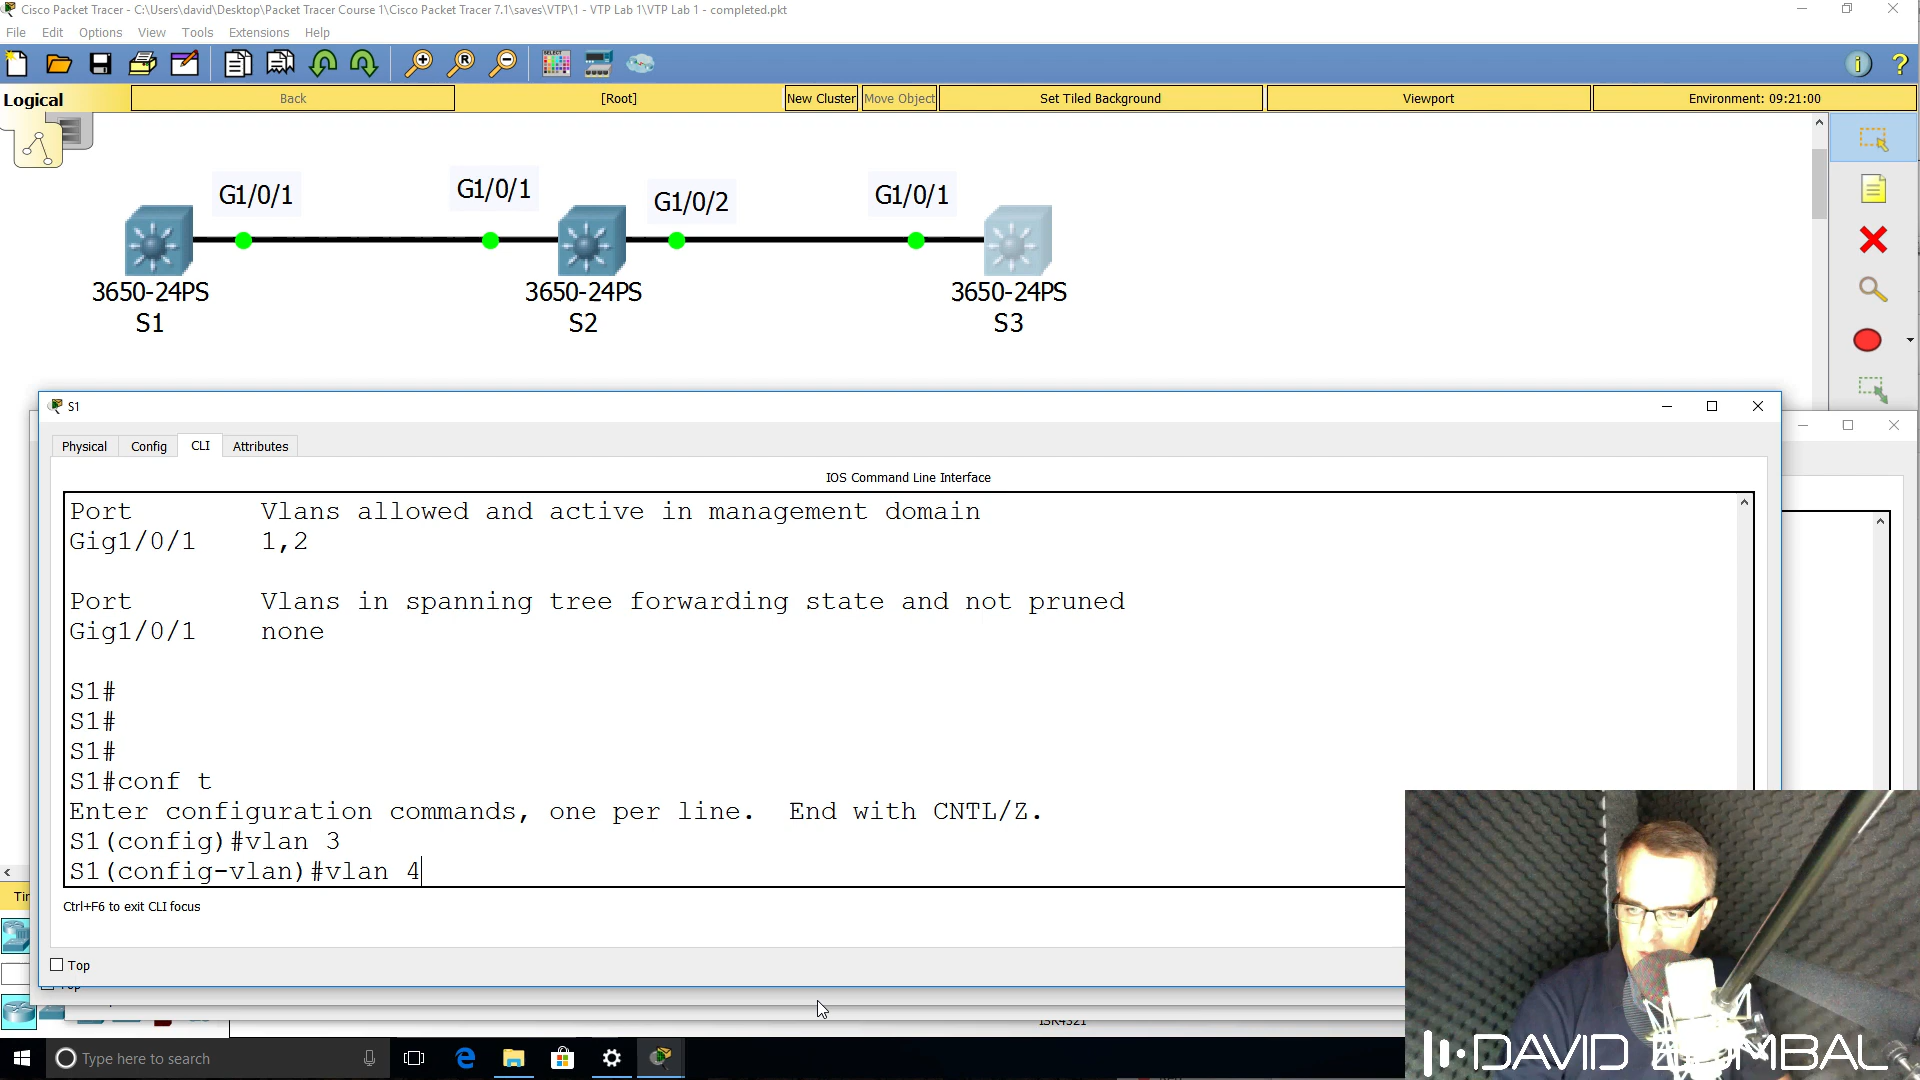 Cisco Packet Tracer - C:\Users\david\Desktop\Packet Tracer Course 1\Cisco Packet Tracer 7.1\saves\VTP\1 - VTP Lab 1\VTP Lab 1 - completed.pkt
File Edit Options View Tools Extensions Help
Logical Back [Root] New Cluster Move Object Set Tiled Background Viewport Environment: 09:21:00
G1/0/1 G1/0/1 G1/0/2 G1/0/1
3650-24PS 3650-24PS 3650-24PS
S1 S2 S3
S1
Physical Config CLI Attributes
IOS Command Line Interface
Port Vlans allowed and active in management domain
Gig1/0/1 1,2
Port Vlans in spanning tree forwarding state and not pruned
Gig1/0/1 none
S1#
S1#
S1#
S1#conf t
Enter configuration commands, one per line. End with CNTL/Z.
S1(config)#vlan 3
S1(config-vlan)#vlan 4
Ctrl+F6 to exit CLI focus
Top
Type here to search
DAVID